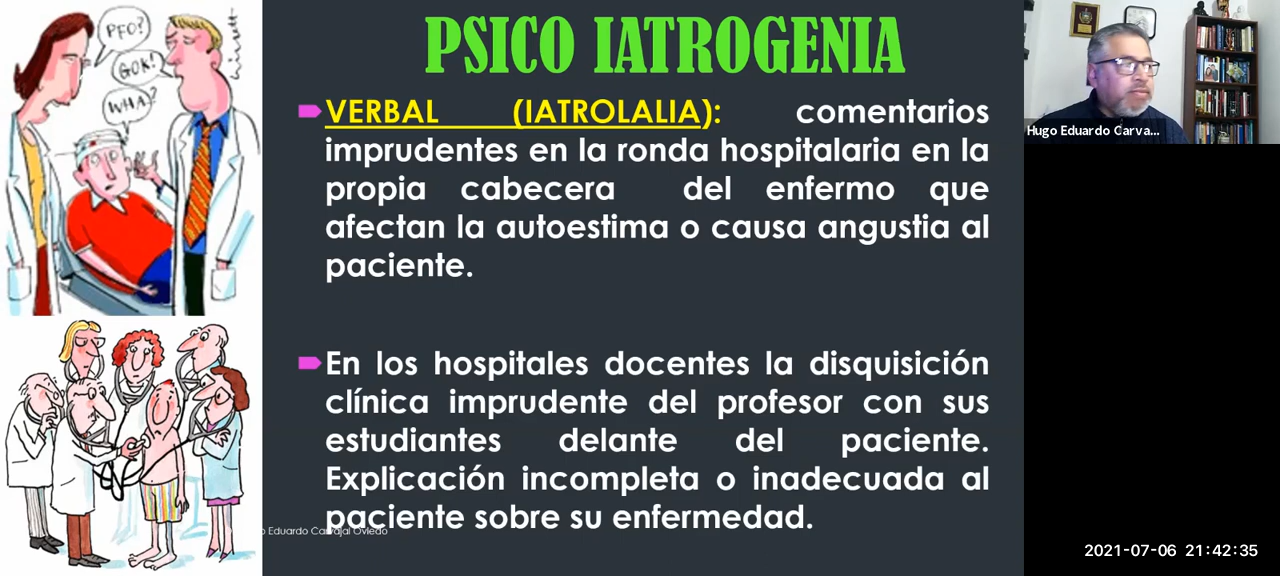 PSICO IATROGENIA
PFO?
GOK!
WHA?
VERBAL (IATROLALIA): comentarios
imprudentes en la ronda hospitalaria en la
propia cabecera del enfermo que
afectan la autoestima o causa angustia al
paciente.
En los hospitales docentes la disquisición
clínica imprudente del profesor con sus
estudiantes delante del paciente.
Explicación incompleta o inadecuada al
paciente sobre su enfermedad.
o Eduardo Carvajal Oviedo
Hugo Eduardo Carva...
2021-07-06 21:42:35